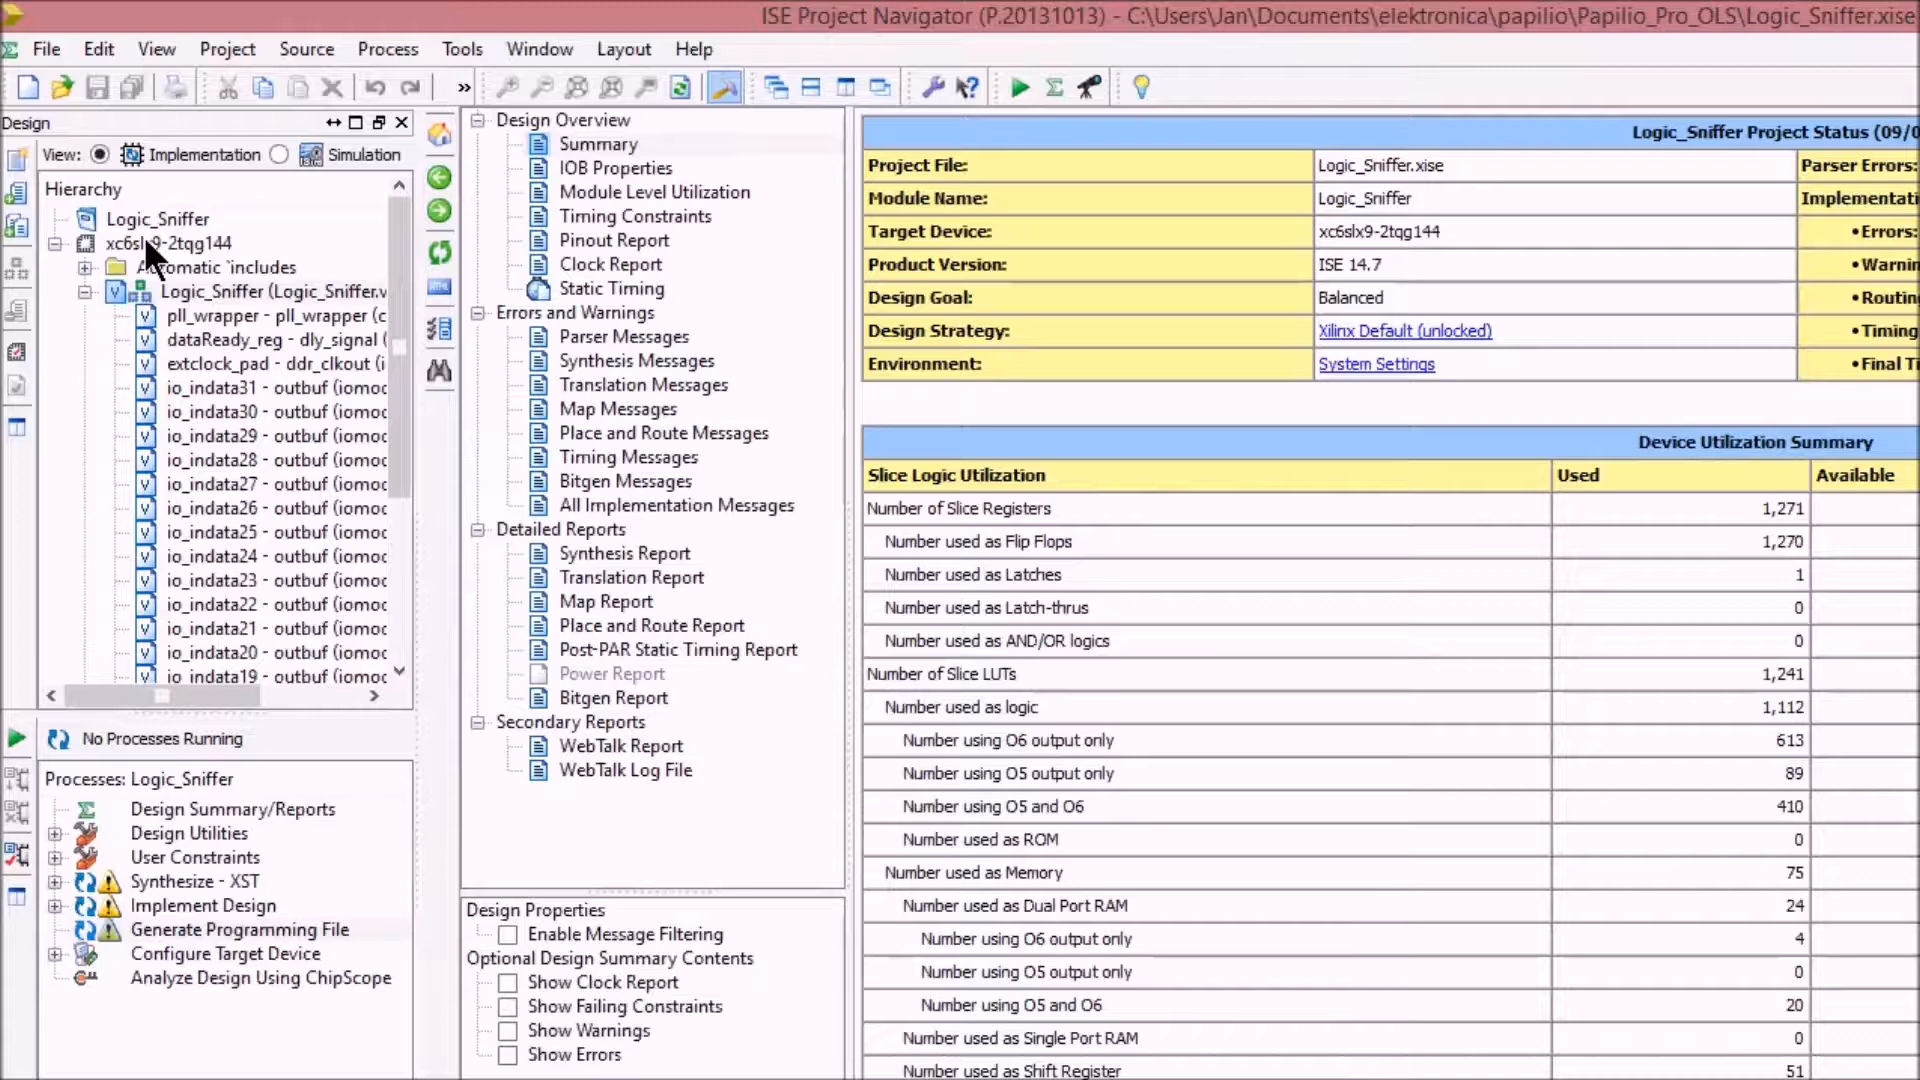 ISE Project Navigator (P.20131013) - C:\Users\Jan\Documents\elektronica\papilio\Papilio_Pro_OLS\Logic_Sniffer.xise
File Edit View Project Source Process Tools Window Layout Help
Design
View: Implementation Simulation
Hierarchy
Logic_Sniffer
xc6slx9-2tqg144
Automatic `includes
Logic_Sniffer (Logic_Sniffer.v
pll_wrapper - pll_wrapper (c
dataReady_reg - dly_signal (
extclock_pad - ddr_clkout (i
io_indata31 - outbuf (iomoc
io_indata30 - outbuf (iomoc
io_indata29 - outbuf (iomoc
io_indata28 - outbuf (iomoc
io_indata27 - outbuf (iomoc
io_indata26 - outbuf (iomoc
io_indata25 - outbuf (iomoc
io_indata24 - outbuf (iomoc
io_indata23 - outbuf (iomoc
io_indata22 - outbuf (iomoc
io_indata21 - outbuf (iomoc
io_indata20 - outbuf (iomoc
io_indata19 - outbuf (iomoc
No Processes Running
Processes: Logic_Sniffer
Design Summary/Reports
Design Utilities
User Constraints
Synthesize - XST
Implement Design
Generate Programming File
Configure Target Device
Analyze Design Using ChipScope
Design Overview
Summary
IOB Properties
Module Level Utilization
Timing Constraints
Pinout Report
Clock Report
Static Timing
Errors and Warnings
Parser Messages
Synthesis Messages
Translation Messages
Map Messages
Place and Route Messages
Timing Messages
Bitgen Messages
All Implementation Messages
Detailed Reports
Synthesis Report
Translation Report
Map Report
Place and Route Report
Post-PAR Static Timing Report
Power Report
Bitgen Report
Secondary Reports
WebTalk Report
WebTalk Log File
Design Properties
Enable Message Filtering
Optional Design Summary Contents
Show Clock Report
Show Failing Constraints
Show Warnings
Show Errors
Logic_Sniffer Project Status (09/0
Project File: Logic_Sniffer.xise Parser Errors:
Module Name: Logic_Sniffer Implementati
Target Device: xc6slx9-2tqg144 •Errors:
Product Version: ISE 14.7 •Warnin
Design Goal: Balanced •Routin
Design Strategy: Xilinx Default (unlocked) •Timing
Environment: System Settings •Final Ti
Device Utilization Summary
Slice Logic Utilization Used Available
Number of Slice Registers 1,271
Number used as Flip Flops 1,270
Number used as Latches 1
Number used as Latch-thrus 0
Number used as AND/OR logics 0
Number of Slice LUTs 1,241
Number used as logic 1,112
Number using O6 output only 613
Number using O5 output only 89
Number using O5 and O6 410
Number used as ROM 0
Number used as Memory 75
Number used as Dual Port RAM 24
Number using O6 output only 4
Number using O5 output only 0
Number using O5 and O6 20
Number used as Single Port RAM 0
Number used as Shift Register 51